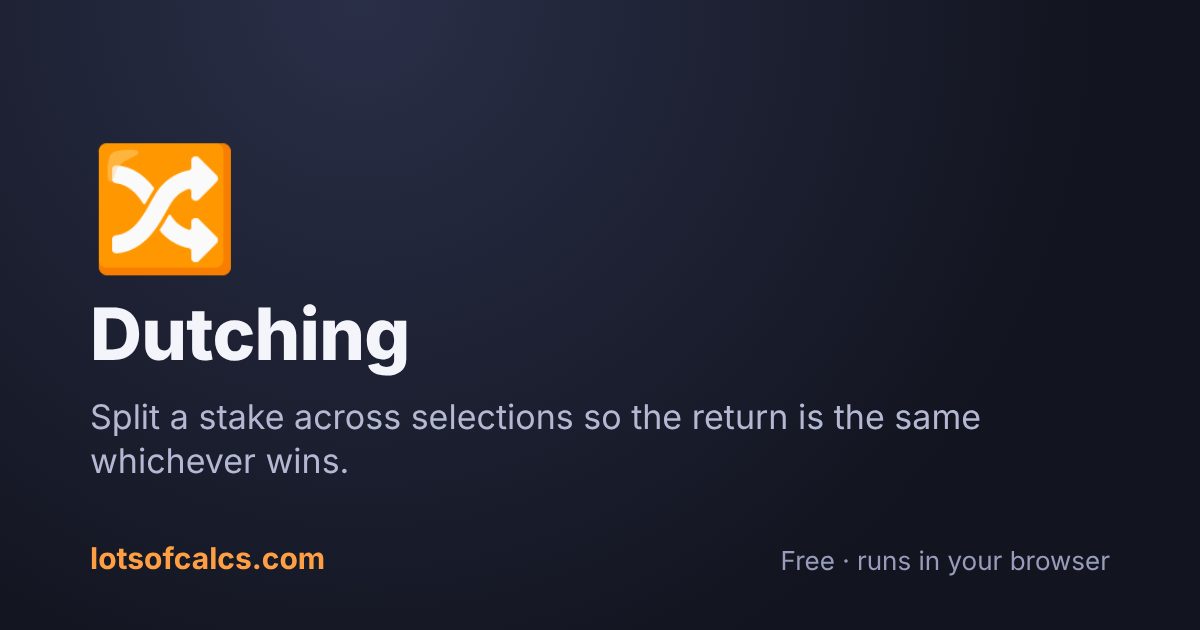 Dutching
Split a stake across selections so the return is the same
whichever wins.
lotsofcalcs.com
Free · runs in your browser